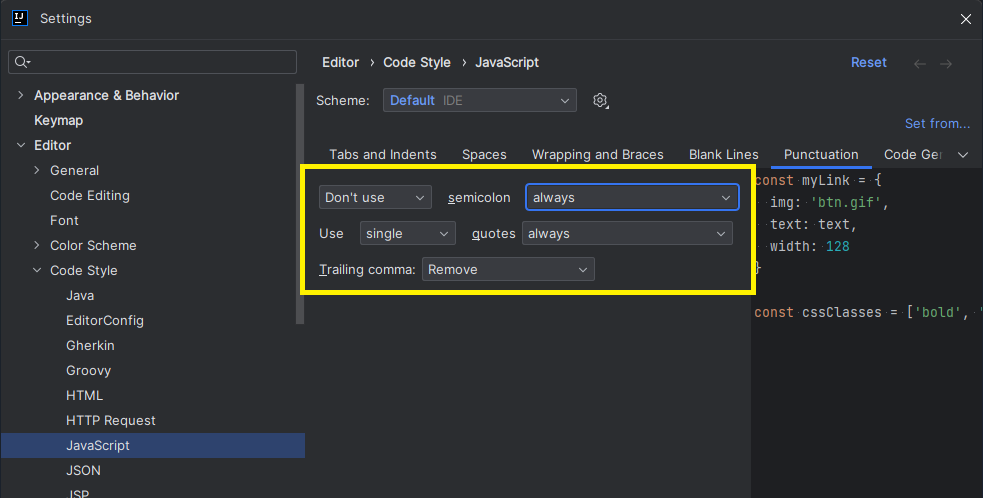 IJ Settings
Editor › Code Style › JavaScript Reset
Appearance & Behavior
Keymap
Editor
General
Code Editing
Font
Color Scheme
Code Style
Java
EditorConfig
Gherkin
Groovy
HTML
HTTP Request
JavaScript
JSON
JSP
Scheme: Default IDE
Set from...
Tabs and Indents Spaces Wrapping and Braces Blank Lines Punctuation Code Ger
Don't use semicolon always
Use single quotes always
Trailing comma: Remove
const myLink = {
img: 'btn.gif',
text: text,
width: 128
}
const cssClasses = ['bold', '